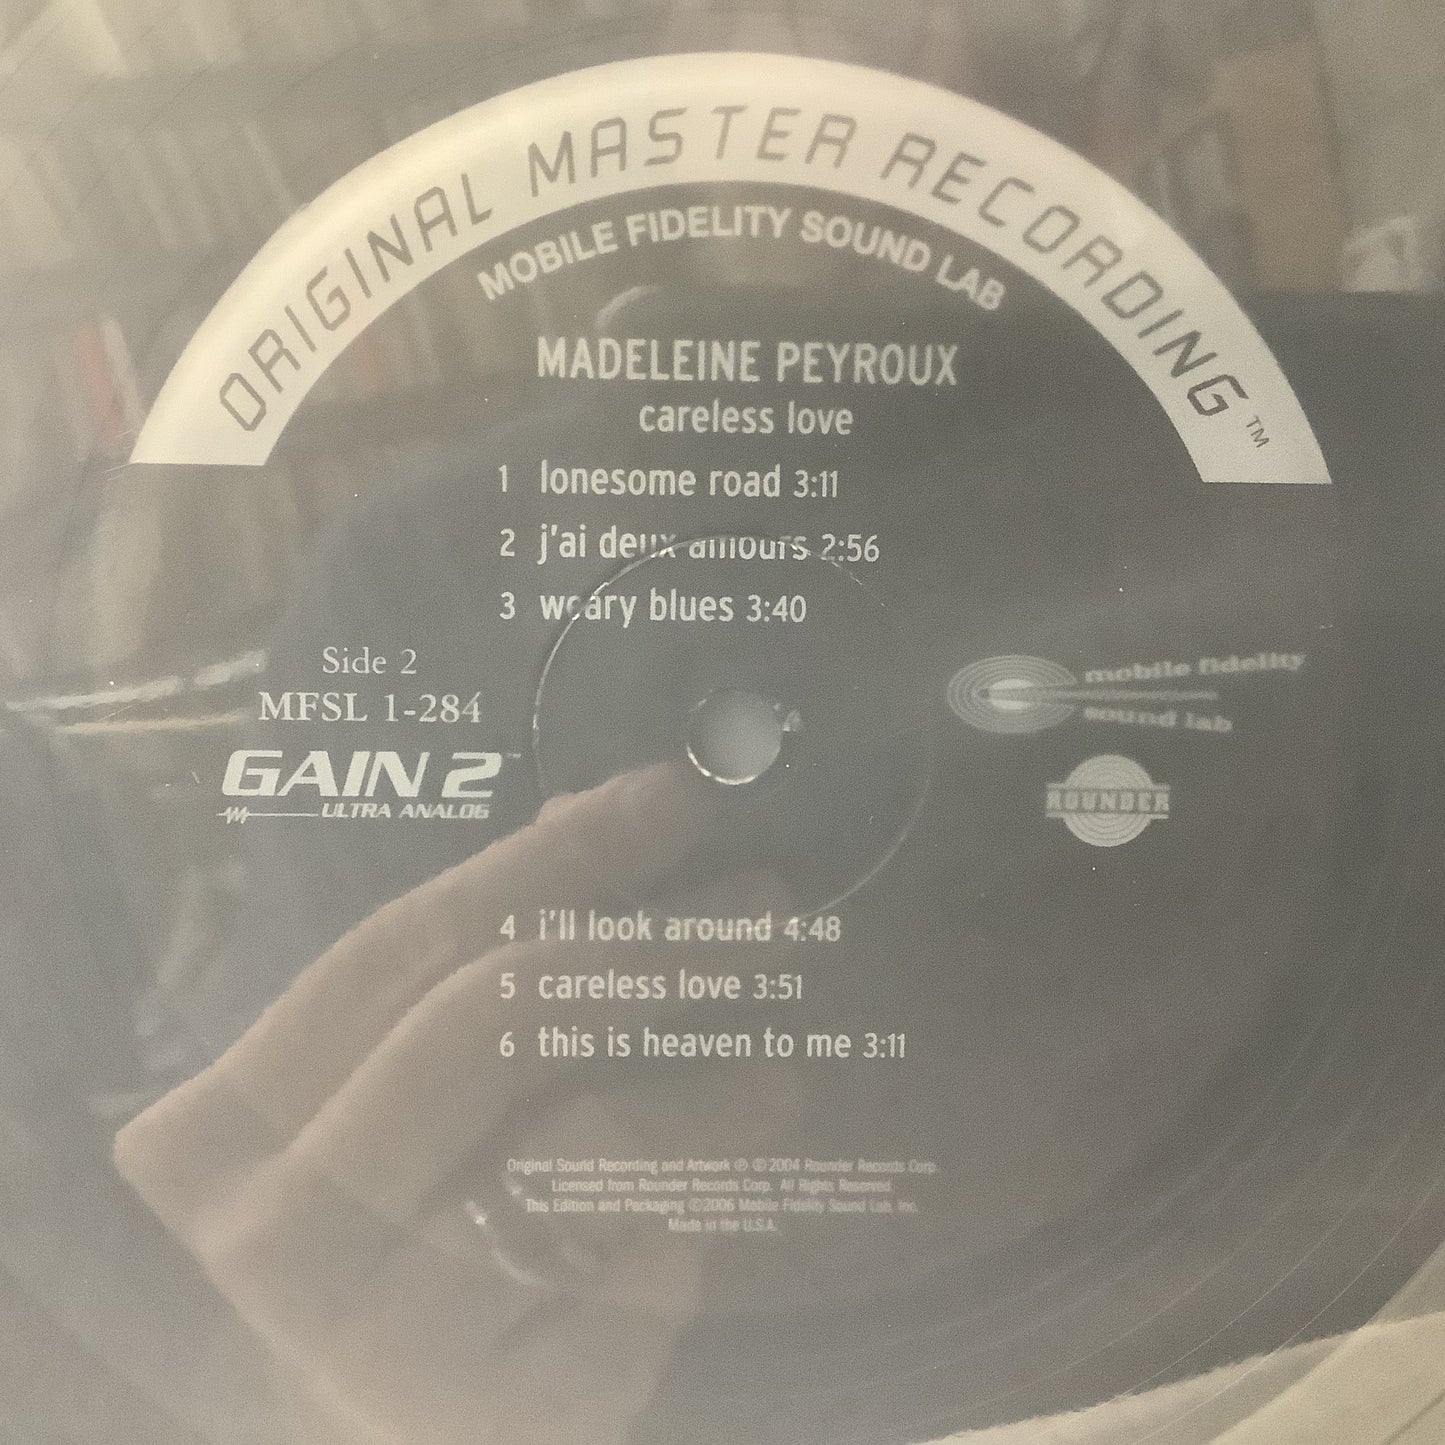 ORIGINAL MASTER RECORDING™
MOBILE FIDELITY SOUND LAB
MADELEINE PEYROUX
careless love
1 lonesome road 3:11
2 j'ai deux amours 2:56
3 weary blues 3:40
Side 2
MFSL 1-284
GAIN 2™
ULTRA ANALOG
mobile fidelity
sound lab
ROUNDER
4 i'll look around 4:48
5 careless love 3:51
6 this is heaven to me 3:11
Original Sound Recording and Artwork ℗ ©2004 Rounder Records Corp.
Licensed from Rounder Records Corp. All Rights Reserved
This Edition and Packaging ©2006 Mobile Fidelity Sound Lab, Inc.
Made in the U.S.A.